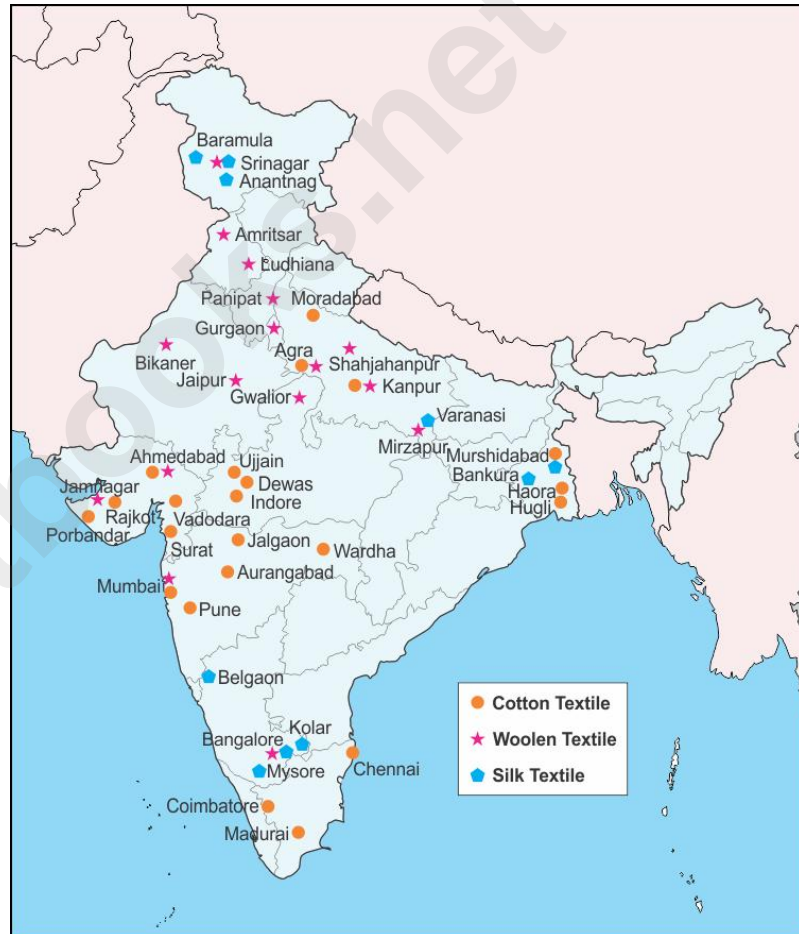 Baramula
Srinagar
Anantnag
Amritsar
Ludhiana
Panipat
Moradabad
Gurgaon
Agra
Bikaner
Shahjahanpur
Jaipur
Kanpur
Gwalior
Varanasi
Mirzapur
Ahmedabad
Ujjain
Murshidabad
Dewas
Bankura
Jamnagar
Indore
Haora
Rajkot
Hugli
Vadodara
Porbandar
Surat
Jalgaon
Wardha
Aurangabad
Mumbai
Pune
Belgaon
Cotton Textile
Woolen Textile
Silk Textile
Kolar
Bangalore
Mysore
Chennai
Coimbatore
Madurai
tbooks.net